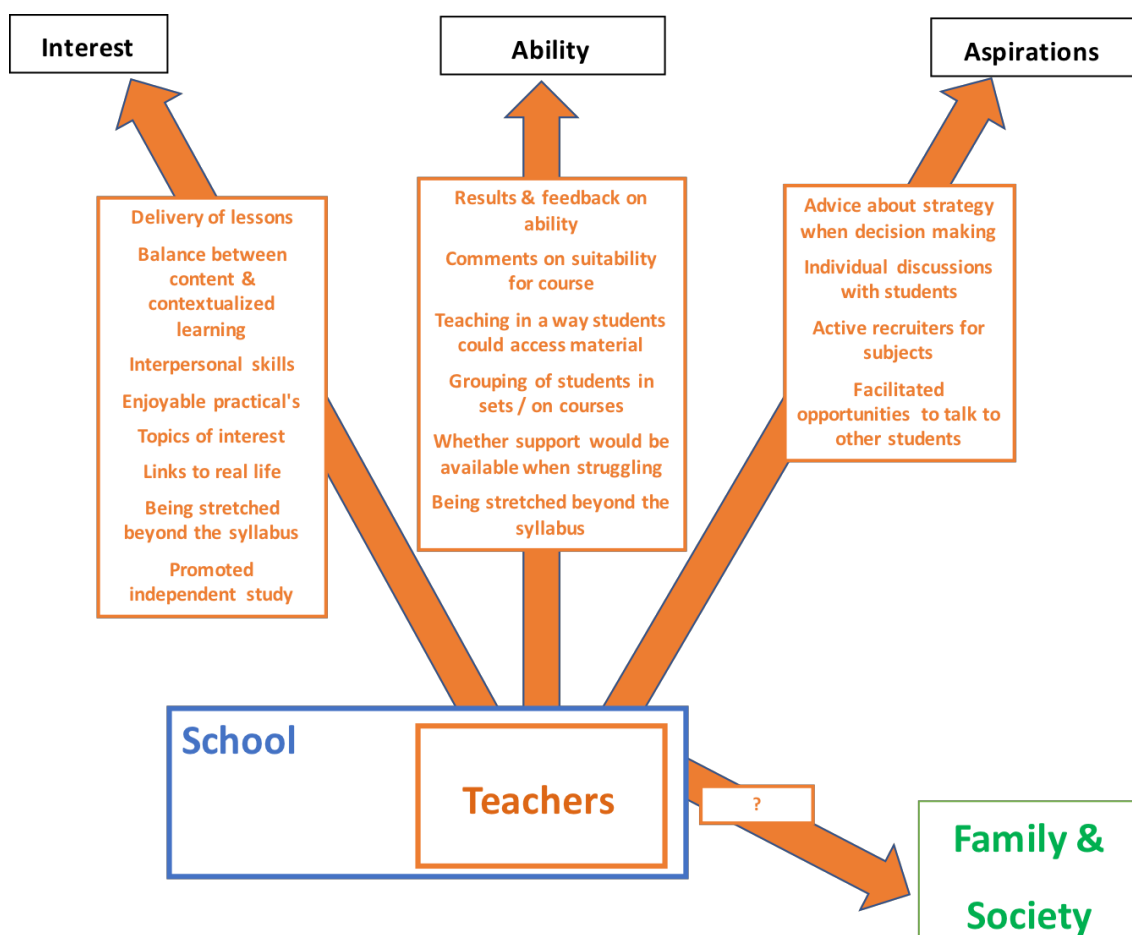 Interest
Ability
Aspirations
Delivery of lessons
Balance between
content &
contextualized
learning
Interpersonal skills
Enjoyable practical's
Topics of interest
Links to real life
Being stretched
beyond the syllabus
Promoted
independent study
Results & feedback on
ability
Comments on suitability
for course
Teaching in a way students
could access material
Grouping of students in
sets / on courses
Whether support would be
available when struggling
Being stretched beyond the
syllabus
Advice about strategy
when decision making
Individual discussions
with students
Active recruiters for
subjects
Facilitated
opportunities to talk to
other students
School
Teachers
?
Family &
Society